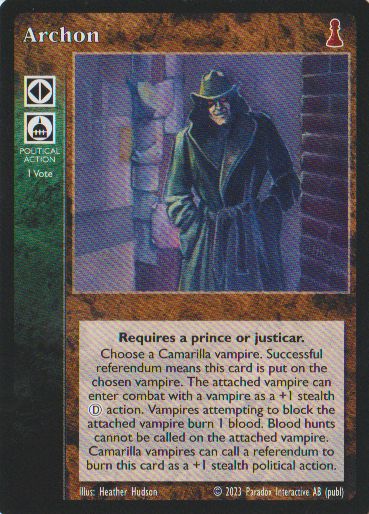 Archon
POLITICAL
ACTION
1 Vote
Requires a prince or justicar.
Choose a Camarilla vampire. Successful
referendum means this card is put on the
chosen vampire. The attached vampire can
enter combat with a vampire as a +1 stealth
Ⓓ action. Vampires attempting to block the
attached vampire burn 1 blood. Blood hunts
cannot be called on the attached vampire.
Camarilla vampires can call a referendum to
burn this card as a +1 stealth political action.
Illus: Heather Hudson © 2023 Paradox Interactive AB (publ)